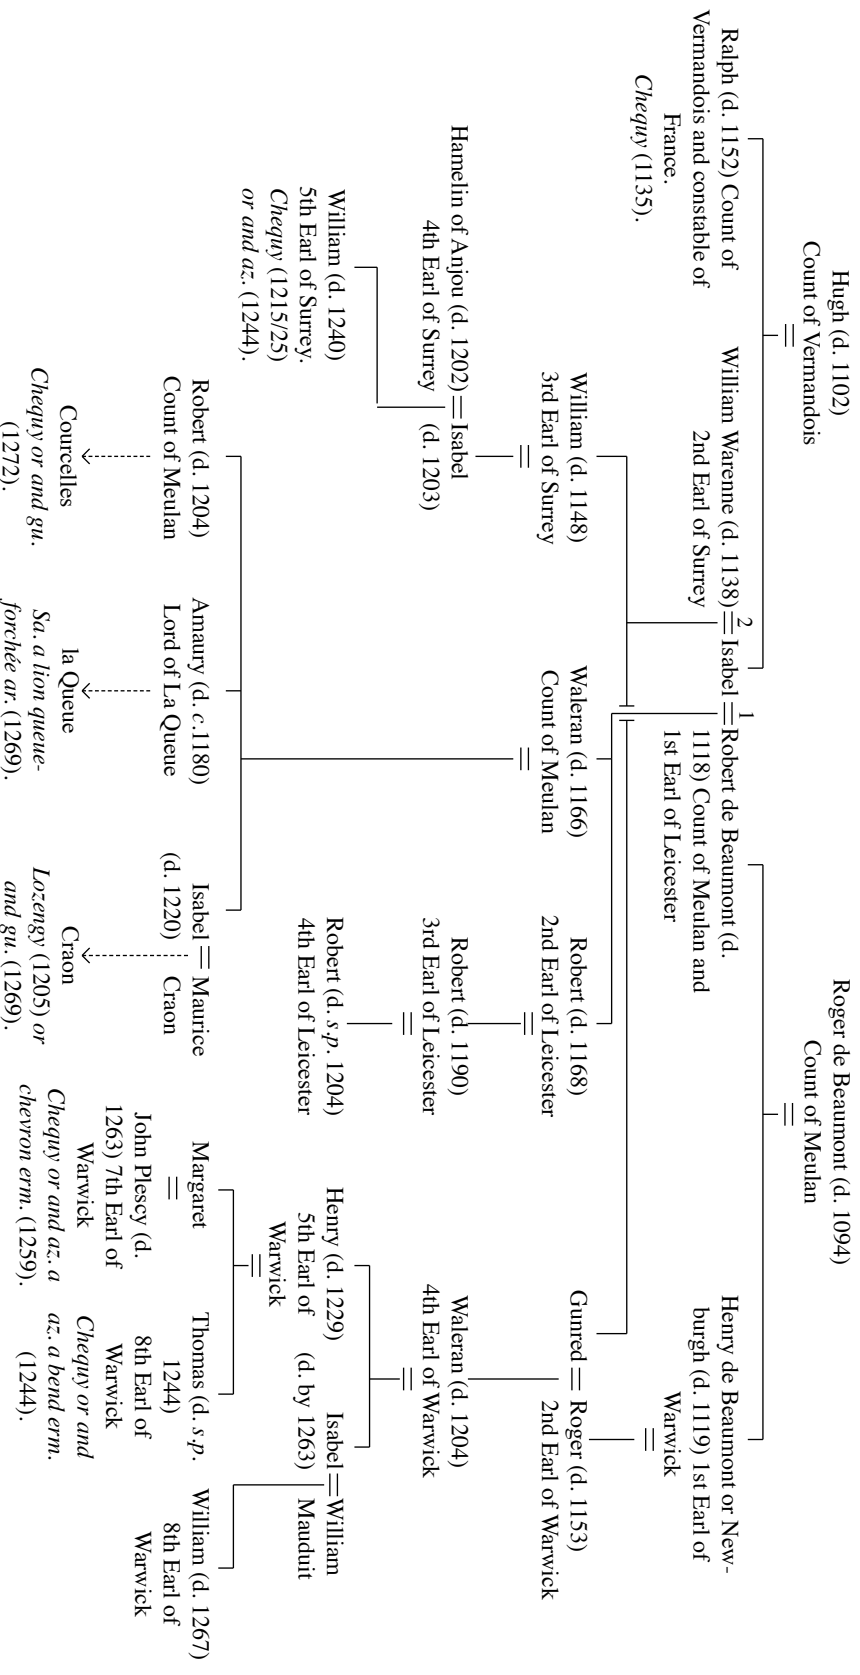 Hugh (d. 1102)
Count of Vermandois
Roger de Beaumont (d. 1094)
Count of Meulan
Ralph (d. 1152) Count of
Vermandois and constable of
France.
Chequy (1135).
William Warenne (d. 1138)
2nd Earl of Surrey
2
Isabel
1
Robert de Beaumont (d.
1118) Count of Meulan and
1st Earl of Leicester
Henry de Beaumont or New-
burgh (d. 1119) 1st Earl of
Warwick
William (d. 1148)
3rd Earl of Surrey
Waleran (d. 1166)
Count of Meulan
Robert (d. 1168)
2nd Earl of Leicester
Gunred
Roger (d. 1153)
2nd Earl of Warwick
Hamelin of Anjou (d. 1202)
4th Earl of Surrey
Isabel
(d. 1203)
Robert (d. 1190)
3rd Earl of Leicester
Waleran (d. 1204)
4th Earl of Warwick
William (d. 1240)
5th Earl of Surrey.
Chequy (1215/25)
or and az. (1244).
Robert (d. s.p. 1204)
4th Earl of Leicester
Henry (d. 1229)
5th Earl of
Warwick
Isabel
(d. by 1263)
William
Mauduit
Robert (d. 1204)
Count of Meulan
Amaury (d. c.1180)
Lord of La Queue
Isabel
(d. 1220)
Maurice
Craon
Margaret
John Plescy (d.
1263) 7th Earl of
Warwick
Chequy or and az. a
chevron erm. (1259).
Thomas (d. s.p.
1244)
8th Earl of
Warwick
Chequy or and
az. a bend erm.
(1244).
William (d. 1267)
8th Earl of
Warwick
Courcelles
Chequy or and gu.
(1272).
la Queue
Sa. a lion queue-
forchée ar. (1269).
Craon
Lozengy (1205) or
and gu. (1269).